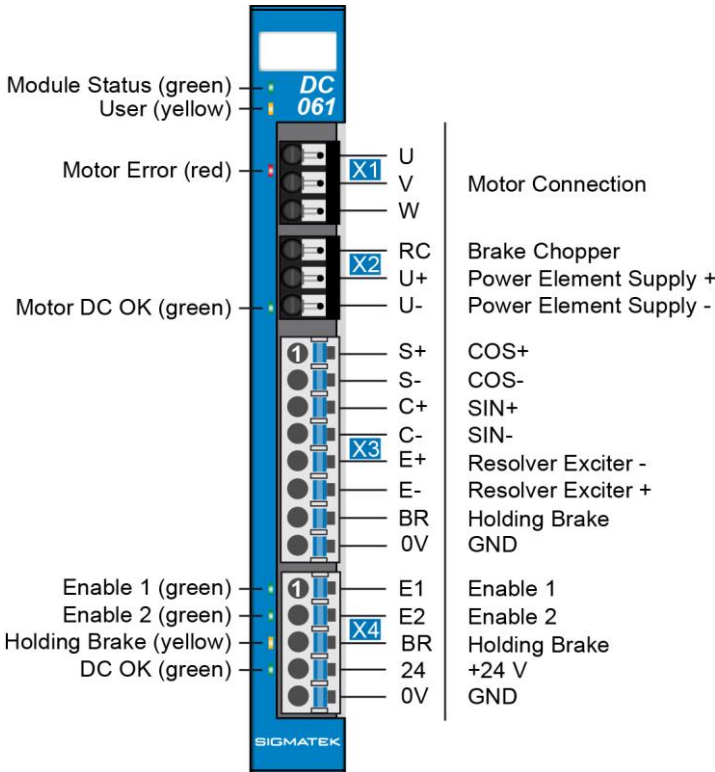 DC
061
Module Status (green)
User (yellow)
Motor Error (red)
X1
U
V Motor Connection
W
X2
RC Brake Chopper
U+ Power Element Supply +
U- Power Element Supply -
Motor DC OK (green)
1
S+ COS+
S- COS-
C+ SIN+
C- SIN-
X3
E+ Resolver Exciter -
E- Resolver Exciter +
BR Holding Brake
0V GND
Enable 1 (green) 1 E1 Enable 1
Enable 2 (green) E2 Enable 2
X4
Holding Brake (yellow) BR Holding Brake
DC OK (green) 24 +24 V
0V GND
SIGMATEK